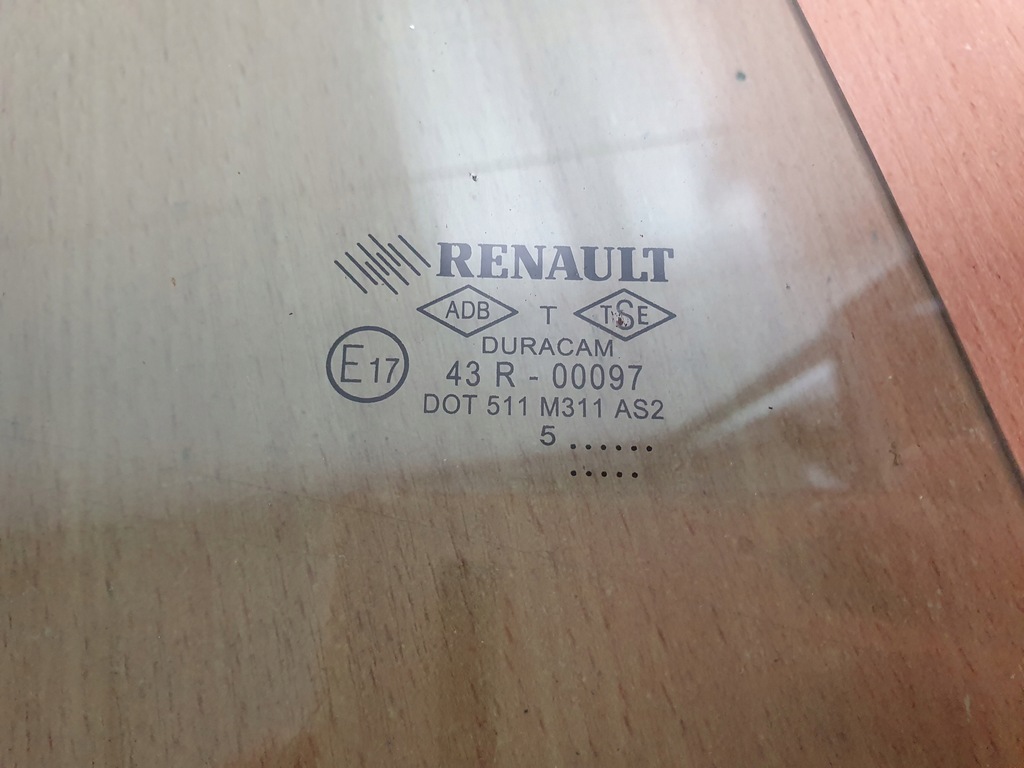 RENAULT
ADB T TSE
DURACAM
E17 43 R - 00097
DOT 511 M311 AS2
5 ......
.....